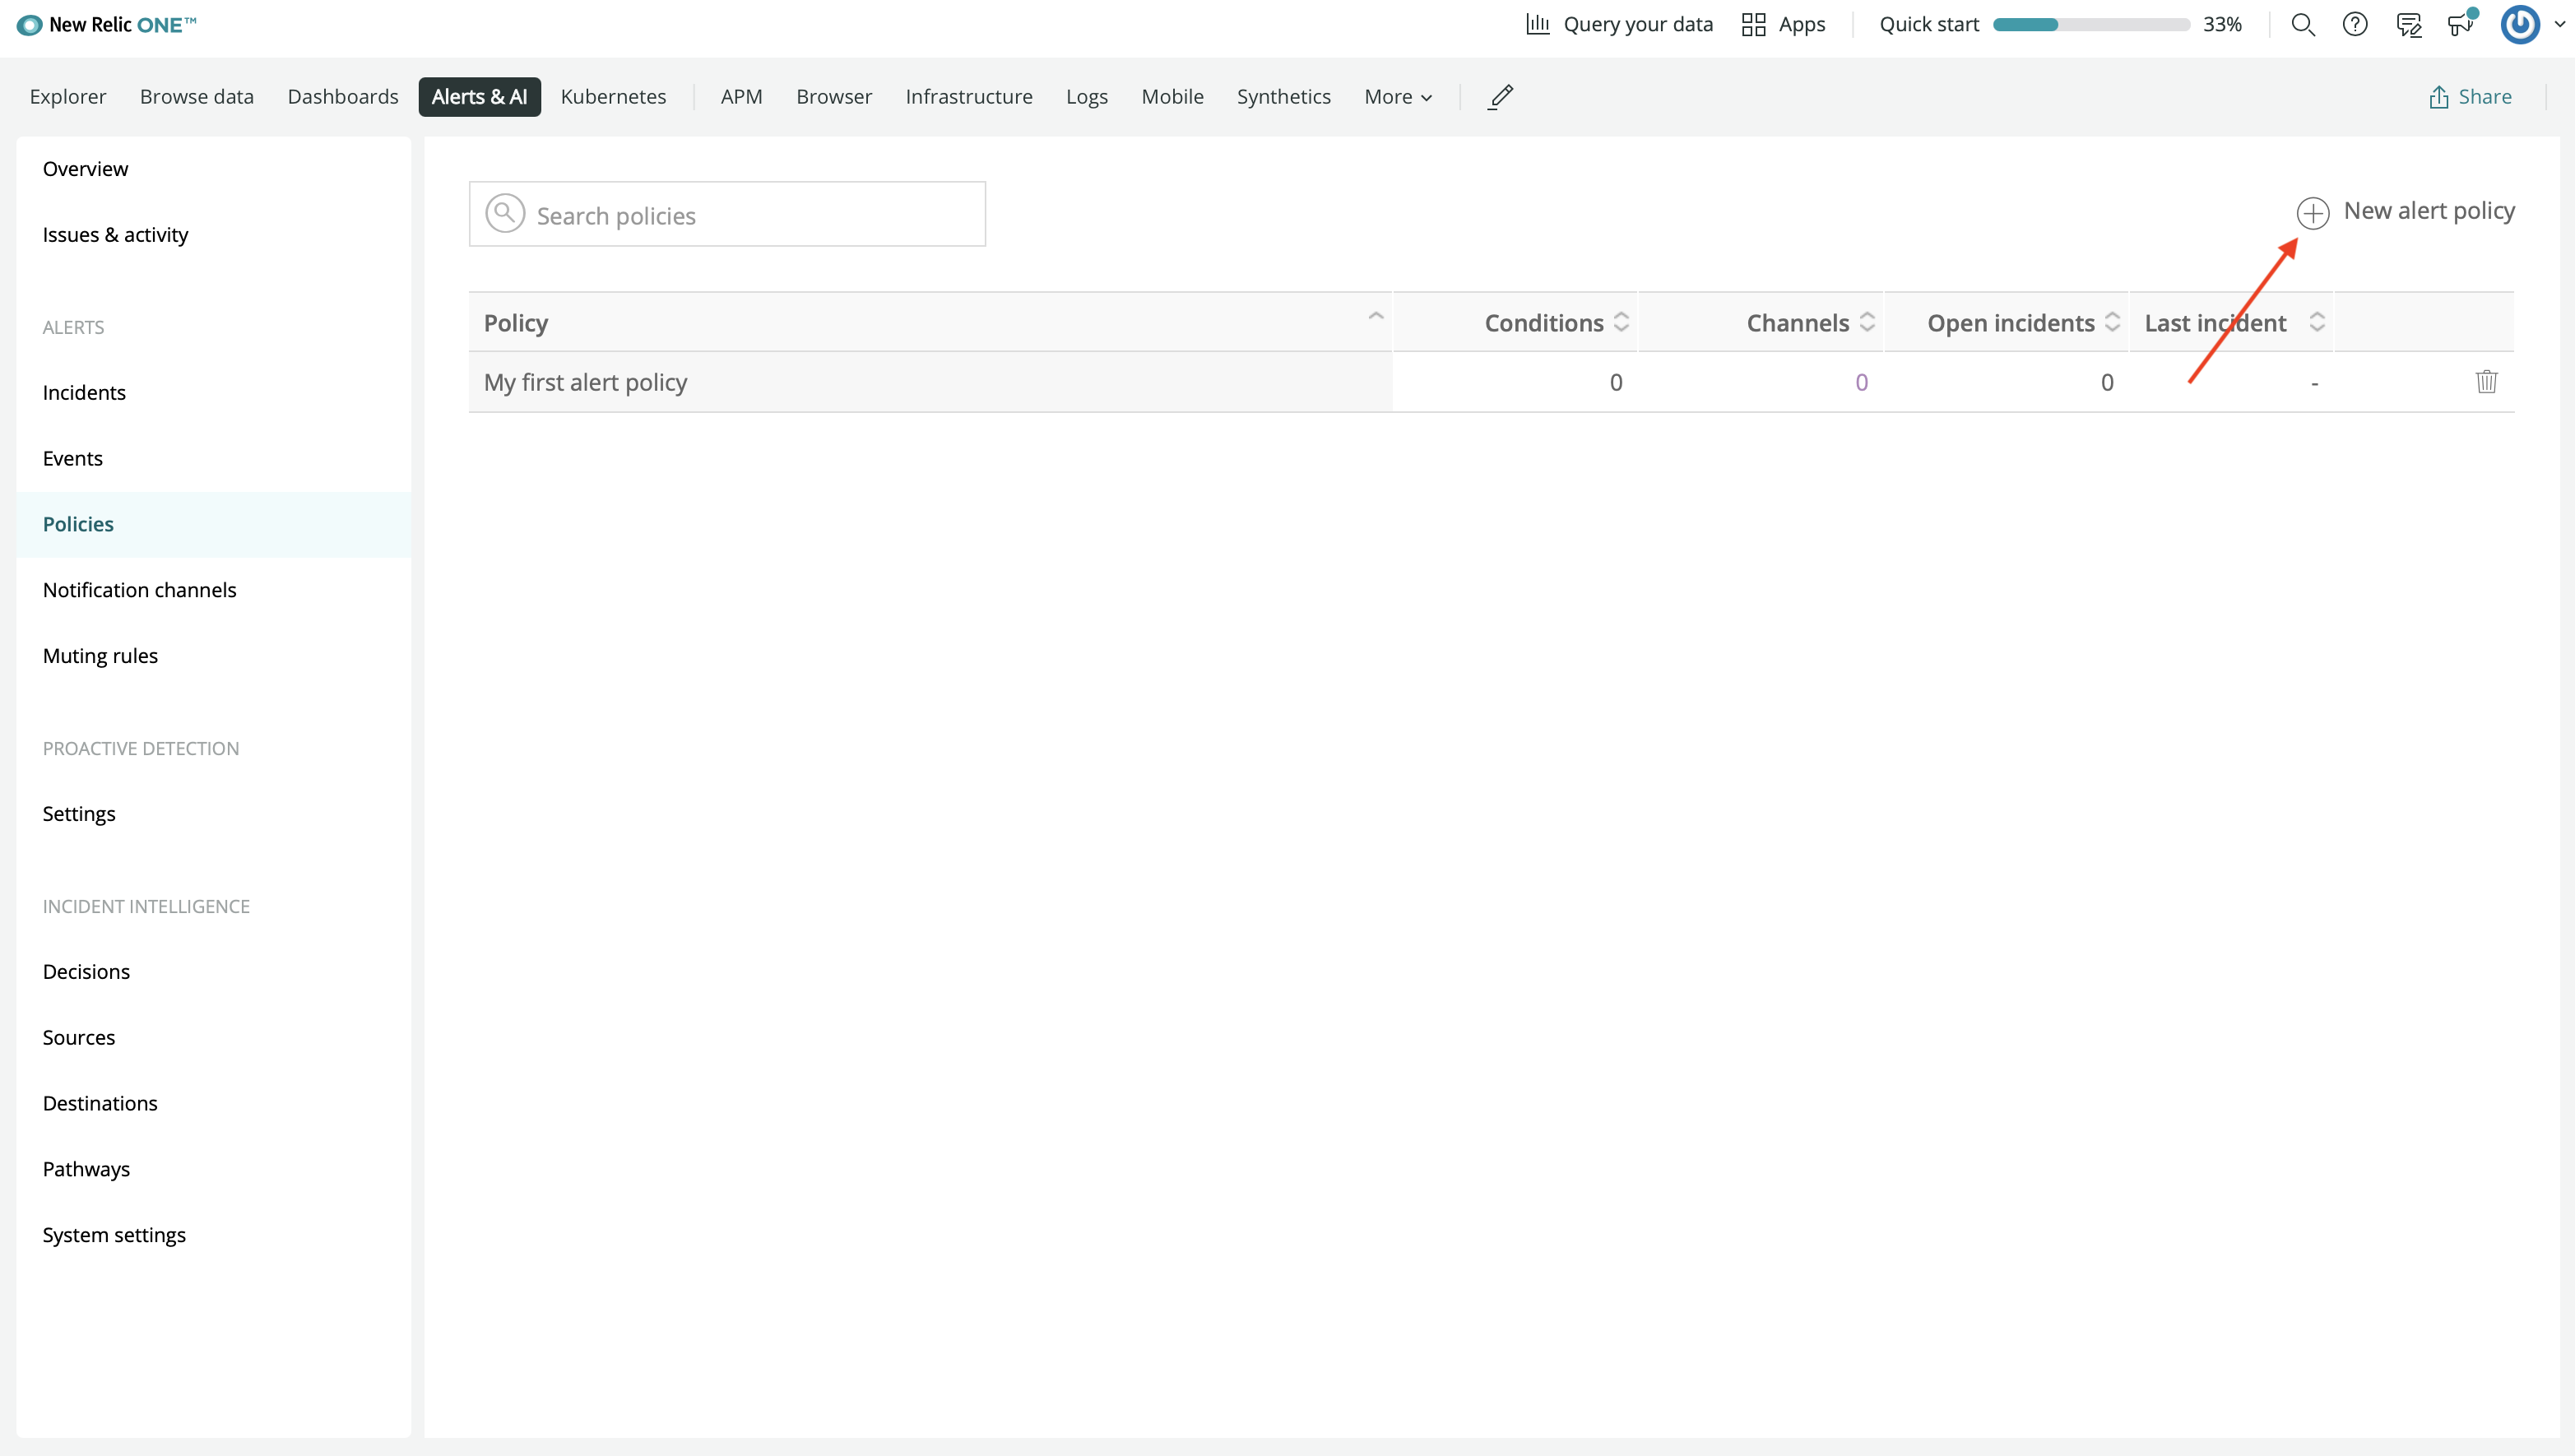 New Relic ONE™ Query your data Apps Quick start 33%
Explorer Browse data Dashboards Alerts & AI Kubernetes APM Browser Infrastructure Logs Mobile Synthetics More Share
Overview
Issues & activity
ALERTS
Incidents
Events
Policies
Notification channels
Muting rules
PROACTIVE DETECTION
Settings
INCIDENT INTELLIGENCE
Decisions
Sources
Destinations
Pathways
System settings
Search policies
New alert policy
Policy Conditions Channels Open incidents Last incident
My first alert policy 0 0 0 -